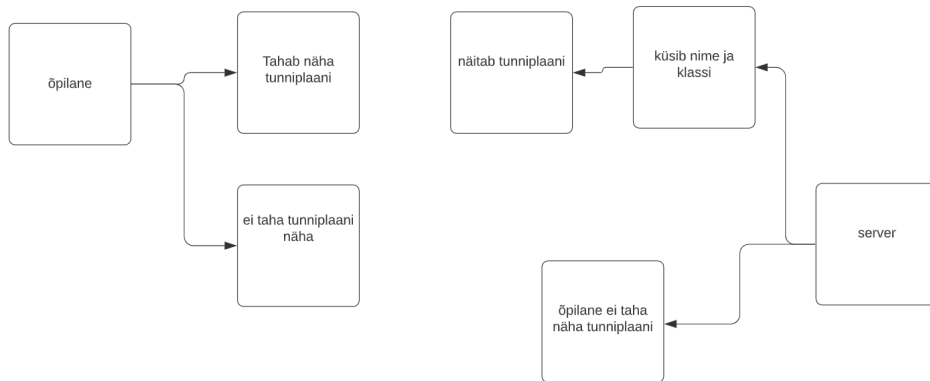 õpilane
Tahab näha
tunniplaani
ei taha tunniplaani
näha
näitab tunniplaani
küsib nime ja
klassi
server
õpilane ei taha
näha tunniplaani